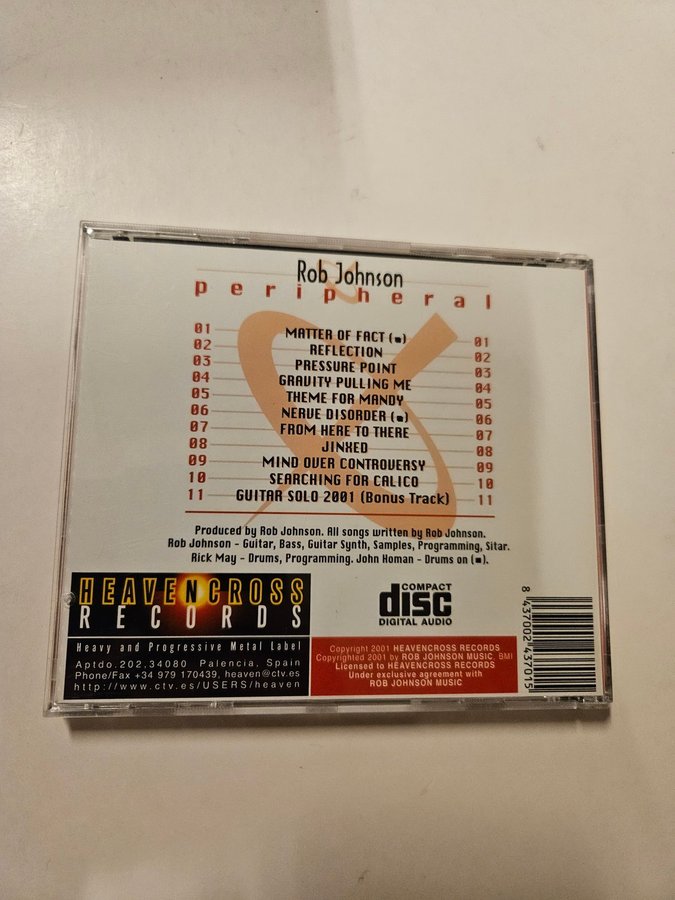 Rob Johnson
peripheral
01 MATTER OF FACT (■) 01
02 REFLECTION 02
03 PRESSURE POINT 03
04 GRAVITY PULLING ME 04
05 THEME FOR MANDY 05
06 NERVE DISORDER (■) 06
07 FROM HERE TO THERE 07
08 JINXED 08
09 MIND OVER CONTROVERSY 09
10 SEARCHING FOR CALICO 10
11 GUITAR SOLO 2001 (Bonus Track) 11
Produced by Rob Johnson. All songs written by Rob Johnson.
Rob Johnson - Guitar, Bass, Guitar Synth, Samples, Programming, Sitar.
Rick May - Drums, Programming. John Homan - Drums on (■).
HEAVENCROSS
RECORDS
Heavy and Progressive Metal Label
Aptdo.202,34080 Palencia, Spain
Phone/Fax +34 979 170439, heaven@ctv.es
http://www.ctv.es/USERS/heaven
COMPACT
disc
DIGITAL AUDIO
Copyright 2001 HEAVENCROSS RECORDS
Copyrighted 2001 by ROB JOHNSON MUSIC, BMI
Licensed to HEAVENCROSS RECORDS
Under exclusive agreement with
ROB JOHNSON MUSIC
8 437002 437015